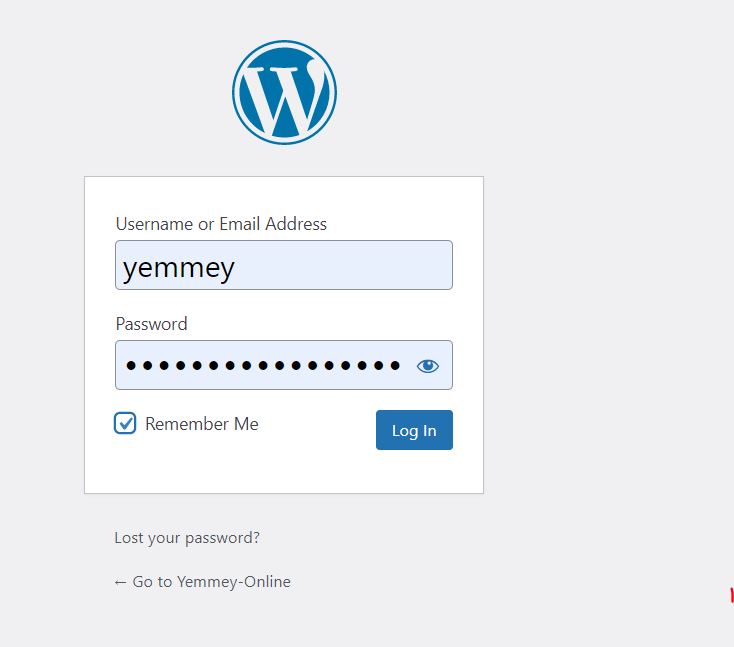 Username or Email Address
yemmey
Password
•••••••••••••••••
Remember Me
Log In
Lost your password?
← Go to Yemmey-Online